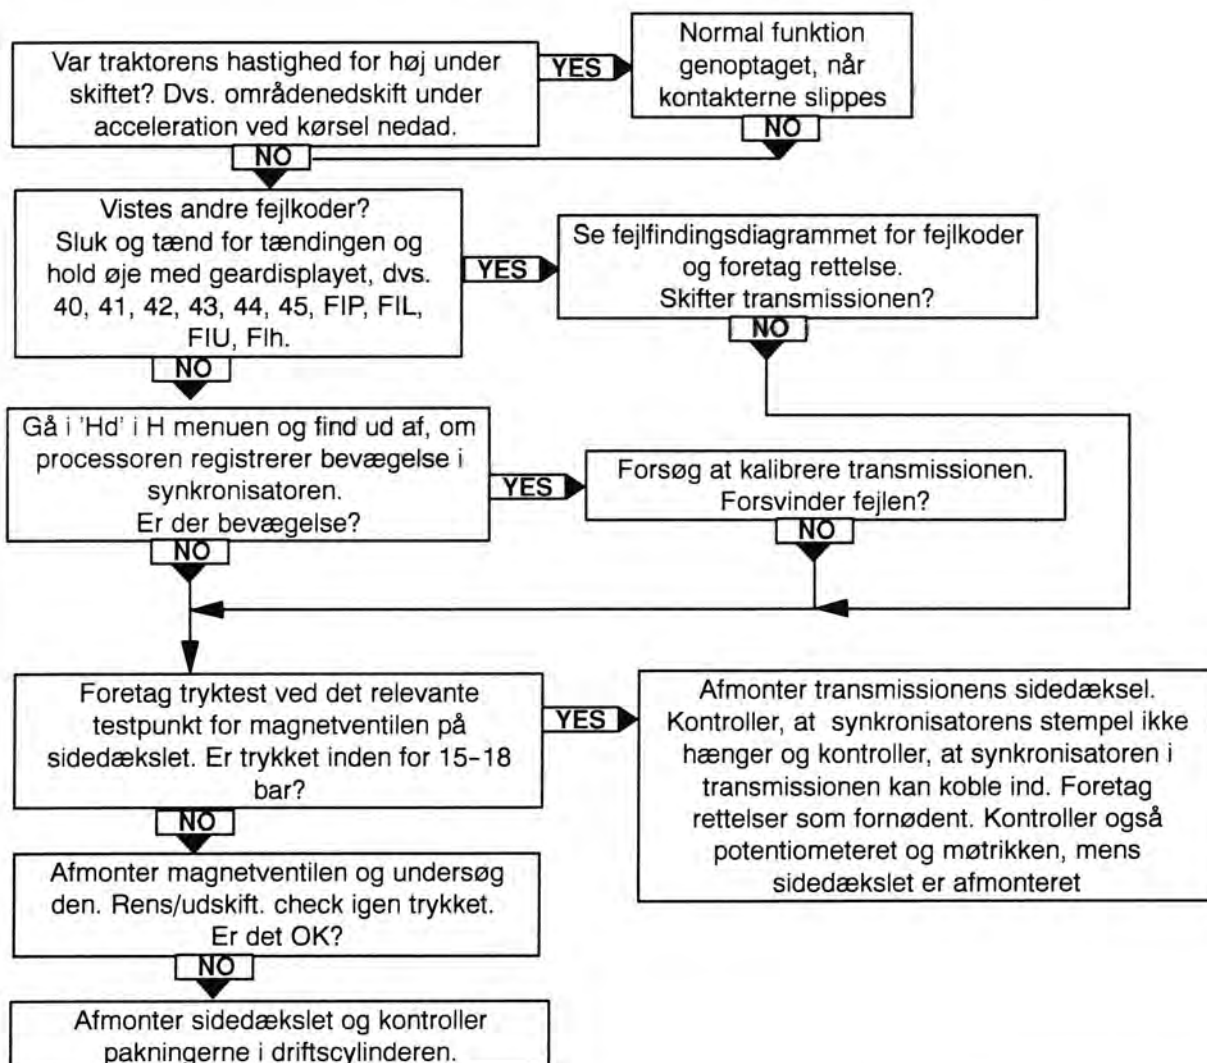 Var traktorens hastighed for høj under
skiftet? Dvs. områdenedskift under
acceleration ved kørsel nedad.
YES
Normal funktion
genoptaget, når
kontakterne slippes
NO
NO
Vistes andre fejlkoder?
Sluk og tænd for tændingen og
hold øje med geardisplayet, dvs.
40, 41, 42, 43, 44, 45, FIP, FIL,
FIU, FIh.
YES
Se fejlfindingsdiagrammet for fejlkoder
og foretag rettelse.
Skifter transmissionen?
NO
NO
Gå i 'Hd' i H menuen og find ud af, om
processoren registrerer bevægelse i
synkronisatoren.
Er der bevægelse?
YES
Forsøg at kalibrere transmissionen.
Forsvinder fejlen?
NO
NO
Foretag tryktest ved det relevante
testpunkt for magnetventilen på
sidedækslet. Er trykket inden for 15-18
bar?
YES
Afmonter transmissionens sidedæksel.
Kontroller, at synkronisatorens stempel ikke
hænger og kontroller, at synkronisatoren i
transmissionen kan koble ind. Foretag
rettelser som fornødent. Kontroller også
potentiometeret og møtrikken, mens
sidedækslet er afmonteret
NO
Afmonter magnetventilen og undersøg
den. Rens/udskift. check igen trykket.
Er det OK?
NO
Afmonter sidedækslet og kontroller
pakningerne i driftscylinderen.